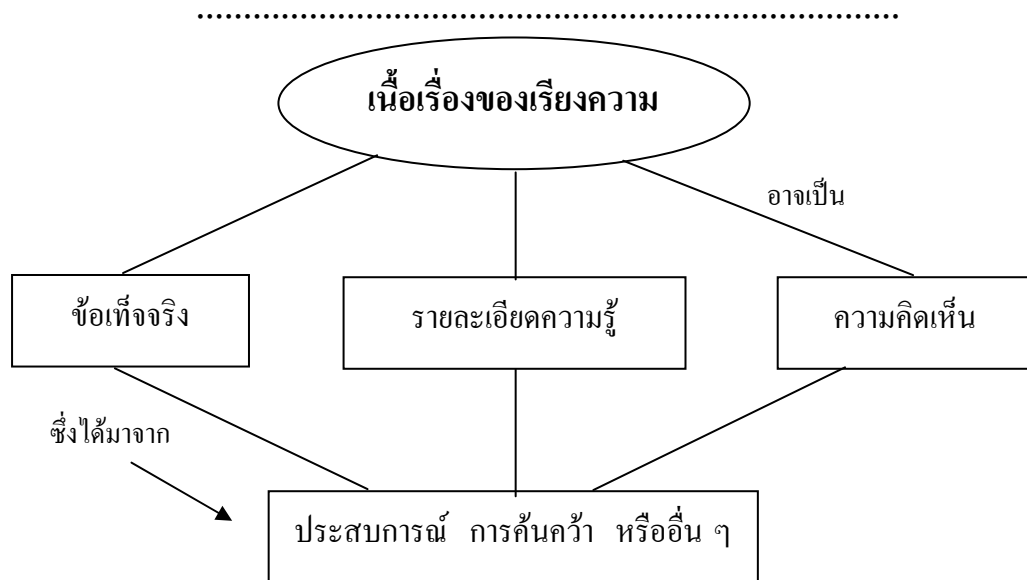 เนื้อเรื่องของเรียงความ
อาจเป็น
ข้อเท็จจริง
รายละเอียดความรู้
ความคิดเห็น
ซึ่งได้มาจาก
ประสบการณ์ การค้นคว้า หรืออื่น ๆ